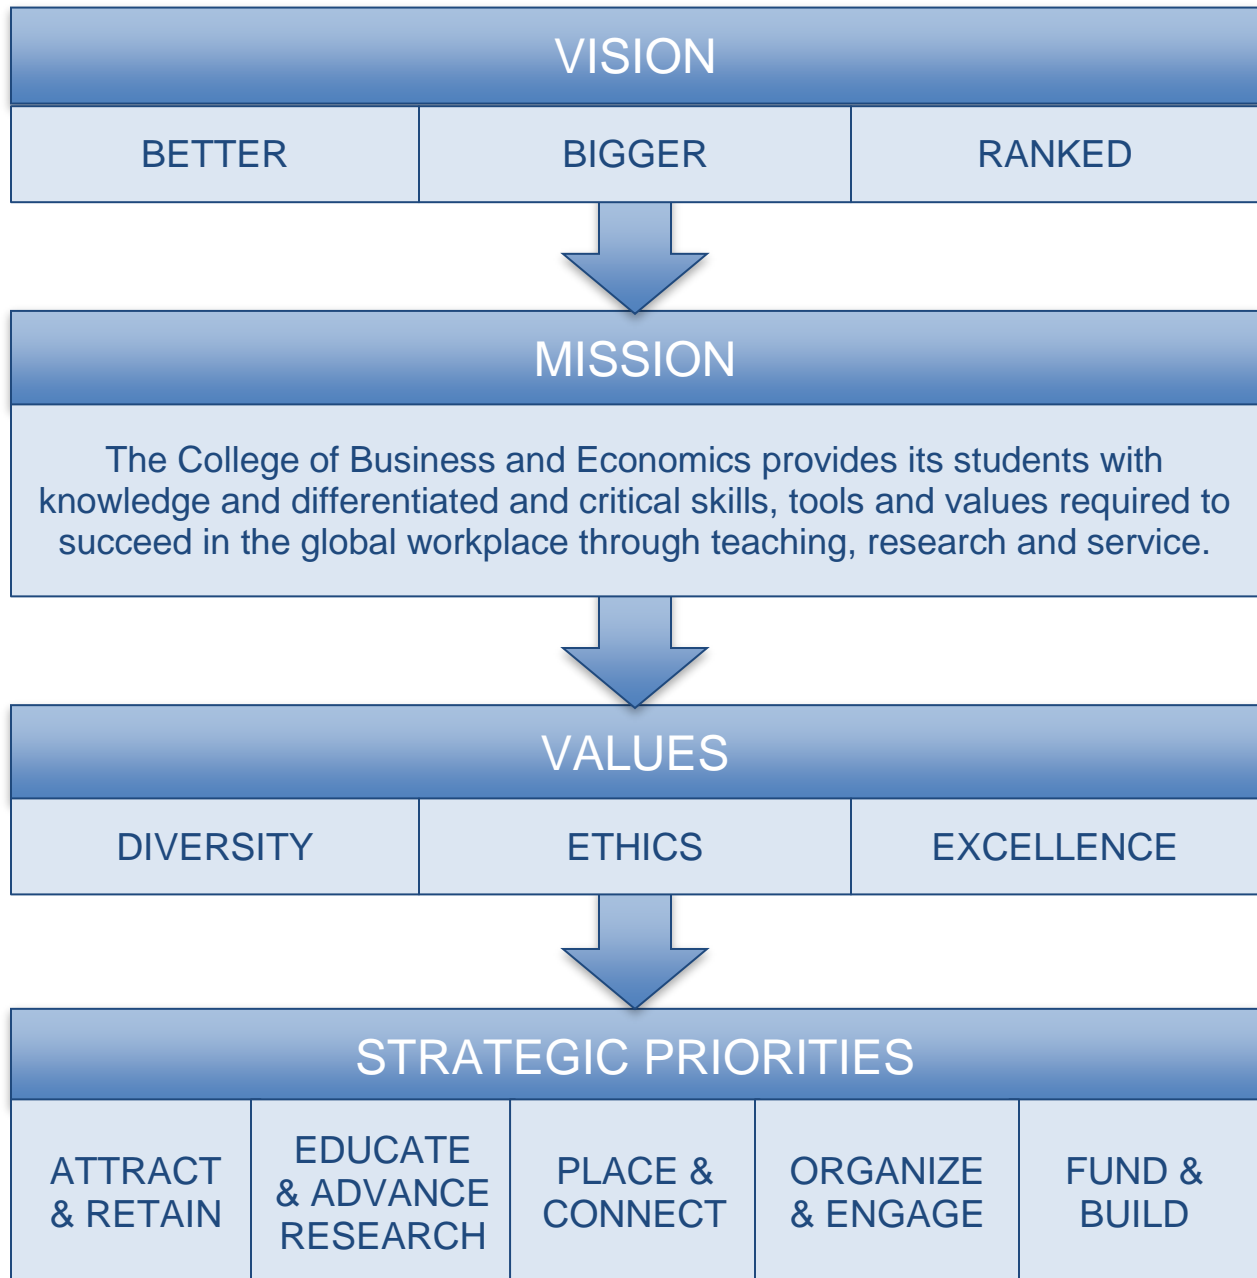 VISION
BETTER
BIGGER
RANKED
MISSION
The College of Business and Economics provides its students with
knowledge and differentiated and critical skills, tools and values required to
succeed in the global workplace through teaching, research and service.
VALUES
DIVERSITY
ETHICS
EXCELLENCE
STRATEGIC PRIORITIES
ATTRACT
& RETAIN
EDUCATE
& ADVANCE
RESEARCH
PLACE &
CONNECT
ORGANIZE
& ENGAGE
FUND &
BUILD